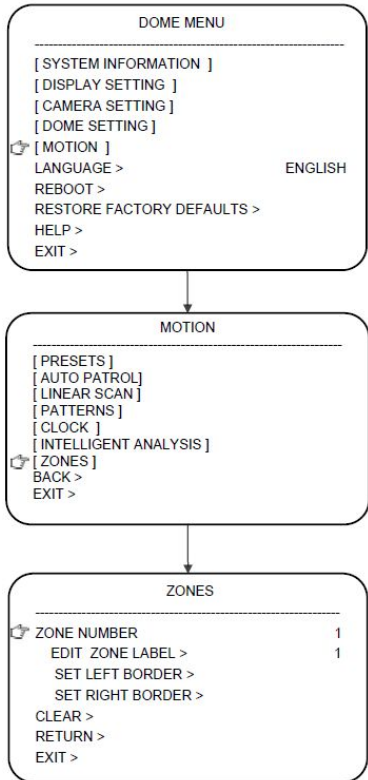 DOME MENU
[ SYSTEM INFORMATION ]
[ DISPLAY SETTING ]
[ CAMERA SETTING ]
[ DOME SETTING ]
[ MOTION ]
LANGUAGE > ENGLISH
REBOOT >
RESTORE FACTORY DEFAULTS >
HELP >
EXIT >
MOTION
[ PRESETS ]
[ AUTO PATROL]
[ LINEAR SCAN ]
[ PATTERNS ]
[ CLOCK ]
[ INTELLIGENT ANALYSIS ]
[ ZONES ]
BACK >
EXIT >
ZONES
ZONE NUMBER 1
EDIT ZONE LABEL > 1
SET LEFT BORDER >
SET RIGHT BORDER >
CLEAR >
RETURN >
EXIT >